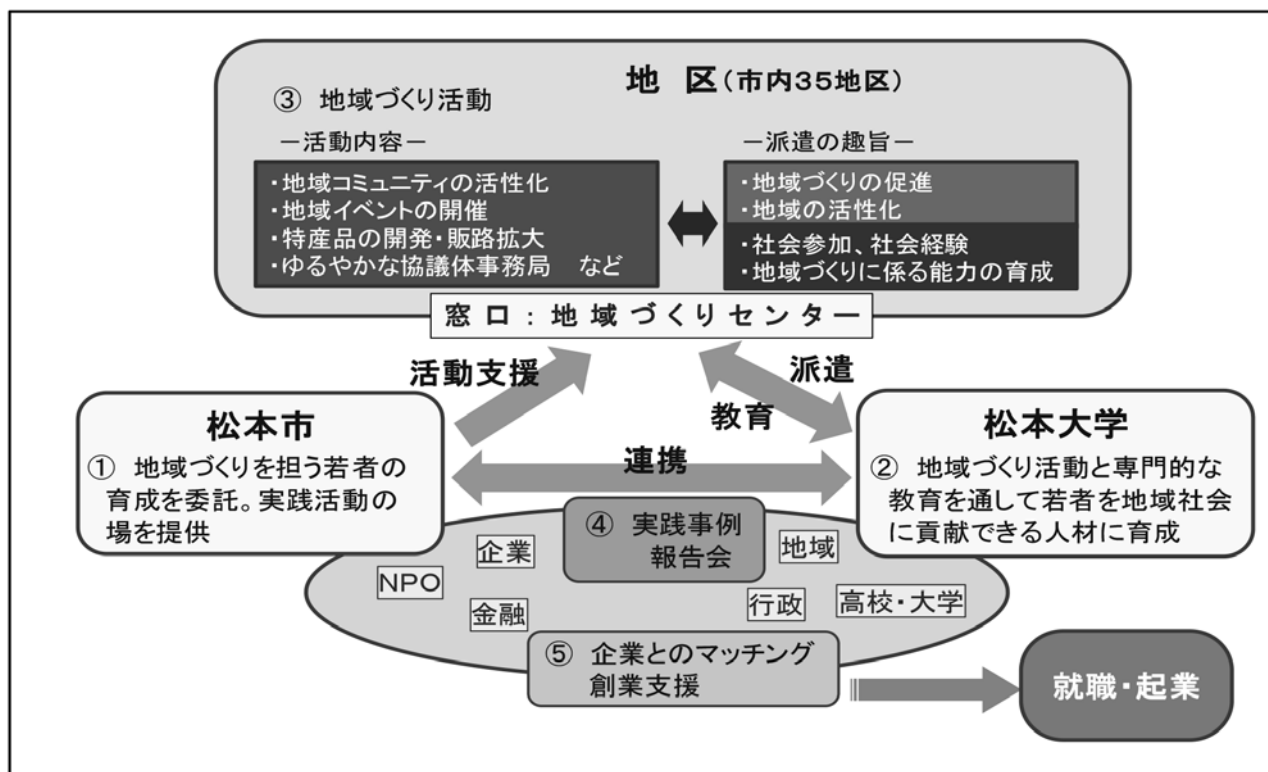 地 区(市内35地区)
③ 地域づくり活動
－活動内容－
・地域コミュニティの活性化
・地域イベントの開催
・特産品の開発・販路拡大
・ゆるやかな協議体事務局 など
－派遣の趣旨－
・地域づくりの促進
・地域の活性化
・社会参加、社会経験
・地域づくりに係る能力の育成
窓口：地域づくりセンター
活動支援
派遣
教育
松本市
① 地域づくりを担う若者の
育成を委託。実践活動の
場を提供
連携
松本大学
② 地域づくり活動と専門的な
教育を通して若者を地域社会
に貢献できる人材に育成
④ 実践事例
報告会
企業
NPO
金融
地域
行政
高校・大学
⑤ 企業とのマッチング
創業支援
就職・起業